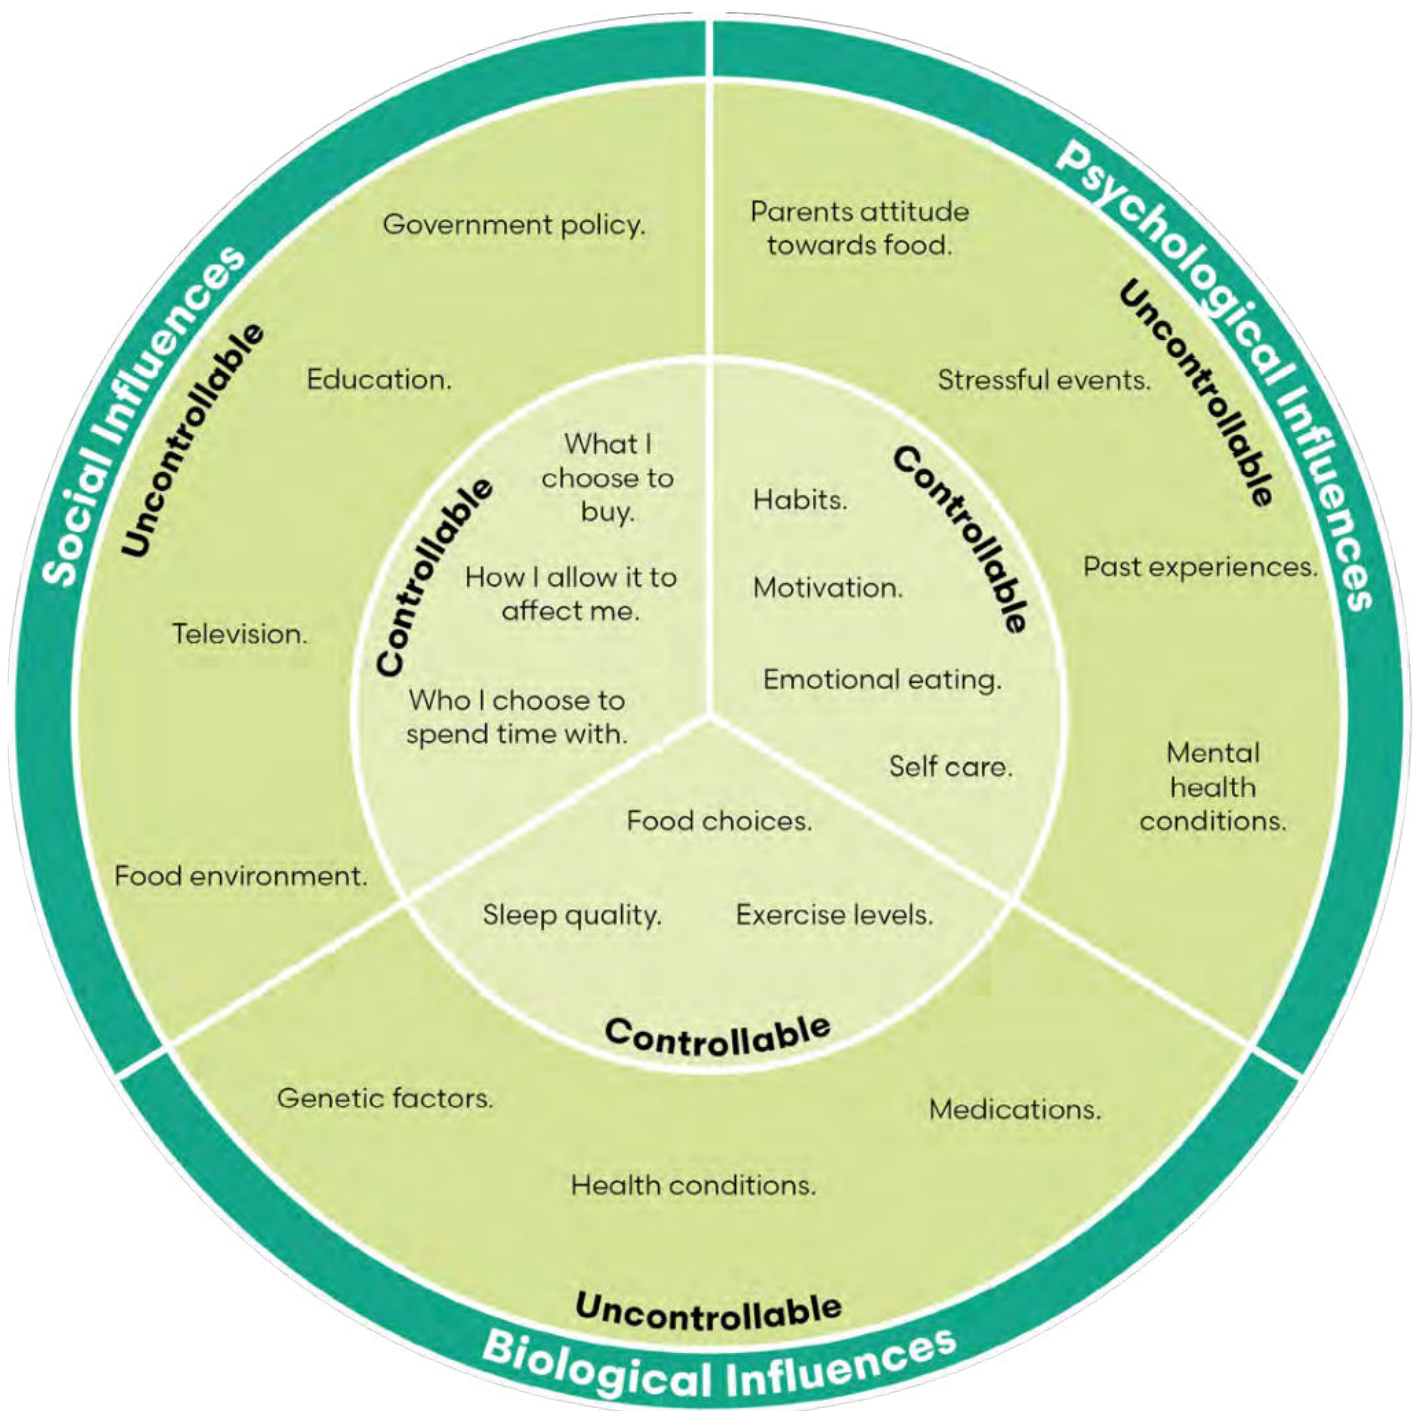 Social Influences
Uncontrollable
Government policy.
Education.
Television.
Food environment.
Controllable
What I
choose to
buy.
How I allow it to
affect me.
Who I choose to
spend time with.
Psychological Influences
Uncontrollable
Parents attitude
towards food.
Stressful events.
Past experiences.
Mental
health
conditions.
Controllable
Habits.
Motivation.
Emotional eating.
Self care.
Food choices.
Sleep quality.
Exercise levels.
Controllable
Genetic factors.
Medications.
Health conditions.
Uncontrollable
Biological Influences